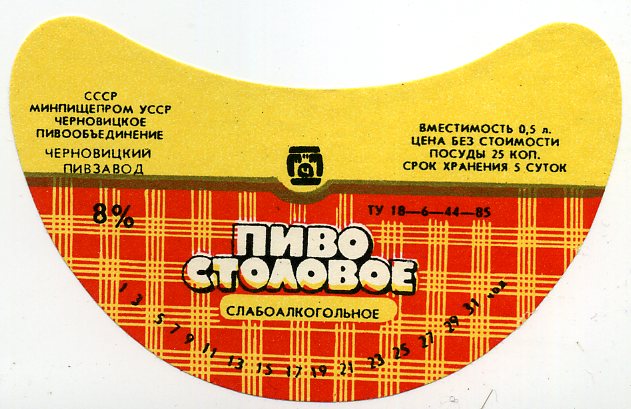 СССР
МИНПИЩЕПРОМ УССР
ЧЕРНОВИЦКОЕ
ПИВООБЪЕДИНЕНИЕ
ЧЕРНОВИЦКИЙ
ПИВЗАВОД
Ч
ВМЕСТИМОСТЬ 0,5 л.
ЦЕНА БЕЗ СТОИМОСТИ
ПОСУДЫ 25 КОП.
СРОК ХРАНЕНИЯ 5 СУТОК
8%
ТУ 18—6—44—85
ПИВО
СТОЛОВОЕ
СЛАБОАЛКОГОЛЬНОЕ
1 3 5 7 9 11 13 15 17 19 21 23 25 27 29 31